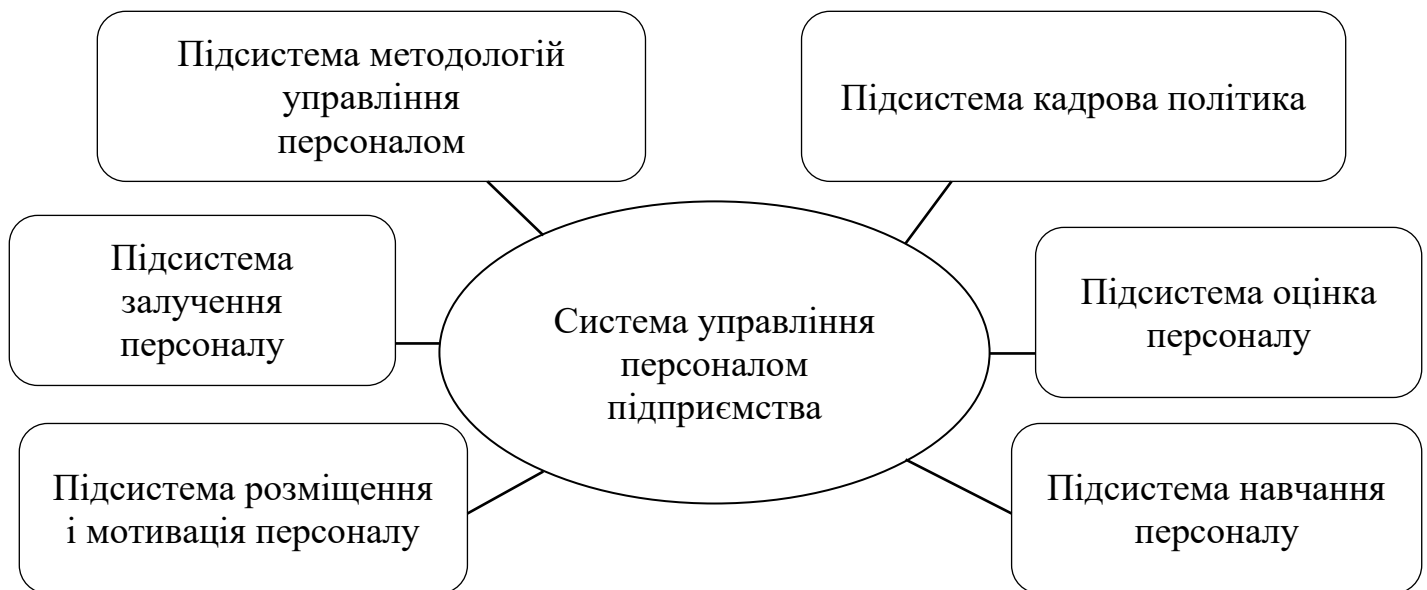 Підсистема методологій
управління
персоналом
Підсистема кадрова політика
Підсистема
залучення
персоналу
Підсистема оцінка
персоналу
Система управління
персоналом
підприємства
Підсистема розміщення
і мотивація персоналу
Підсистема навчання
персоналу